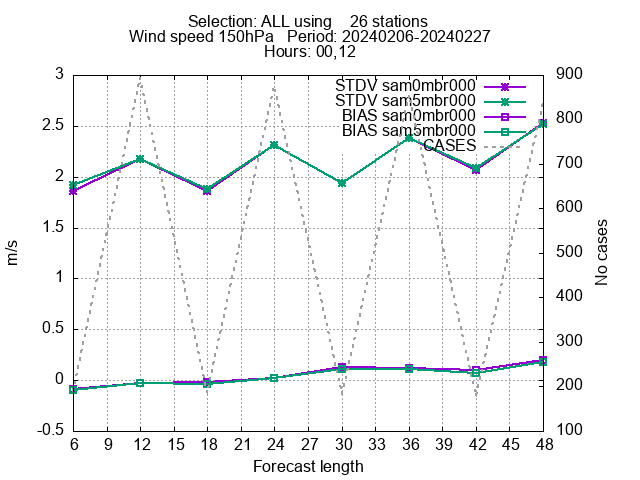 Selection: ALL using    26 stations
Wind speed 150hPa   Period: 20240206-20240227
Hours: 00,12
STDV sam0mbr000
STDV sam5mbr000
BIAS sam0mbr000
BIAS sam5mbr000
CASES
3
2.5
2
1.5
1
0.5
0
-0.5
m/s
900
800
700
600
500
400
300
200
100
No cases
6 9 12 15 18 21 24 27 30 33 36 39 42 45 48
Forecast length